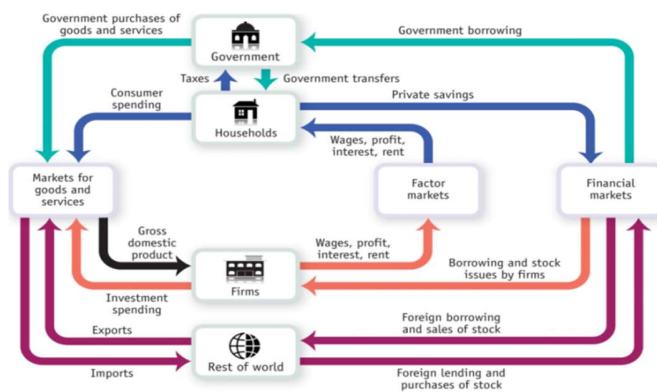 Government purchases of
goods and services
Government borrowing
Government
Taxes
Government transfers
Consumer
spending
Private savings
Households
Wages, profit,
interest, rent
Markets for
goods and
services
Factor
markets
Financial
markets
Gross
domestic
product
Wages, profit,
interest, rent
Borrowing and stock
issues by firms
Firms
Investment
spending
Foreign borrowing
and sales of stock
Exports
Rest of world
Imports
Foreign lending and
purchases of stock